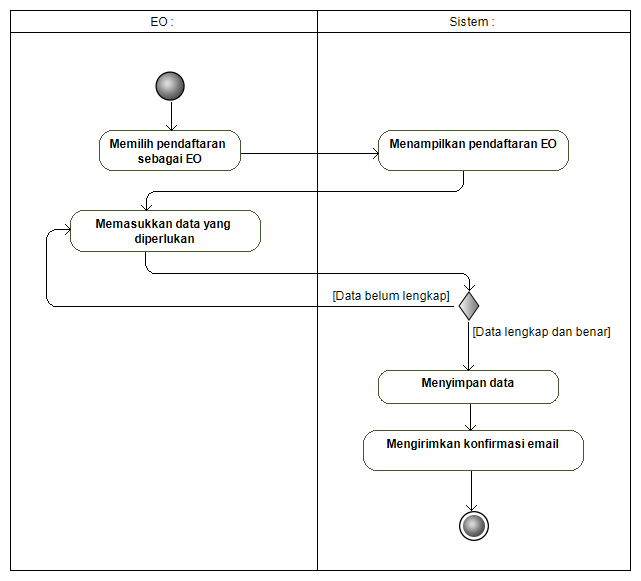 EO :
Sistem :
Memilih pendaftaran
sebagai EO
Menampilkan pendaftaran EO
Memasukkan data yang
diperlukan
[Data belum lengkap]
[Data lengkap dan benar]
Menyimpan data
Mengirimkan konfirmasi email